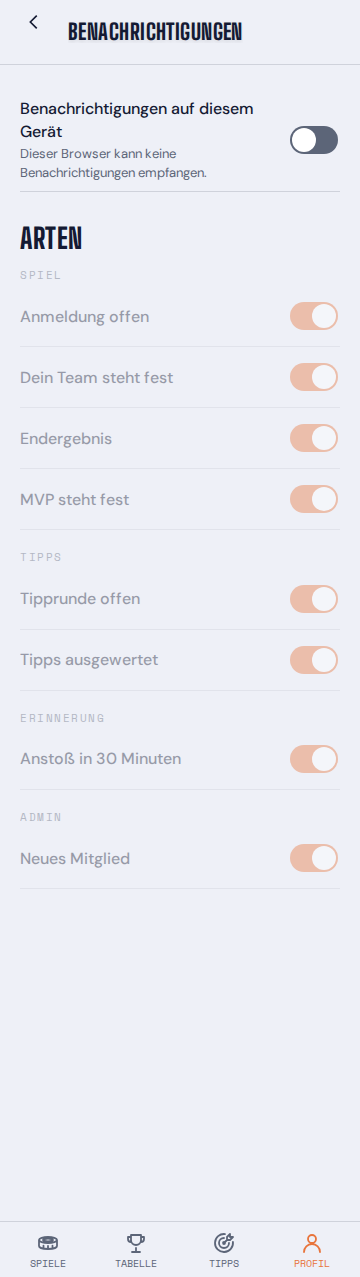 BENACHRICHTIGUNGEN
Benachrichtigungen auf diesem
Gerät
Dieser Browser kann keine
Benachrichtigungen empfangen.
ARTEN
SPIEL
Anmeldung offen
Dein Team steht fest
Endergebnis
MVP steht fest
TIPPS
Tipprunde offen
Tipps ausgewertet
ERINNERUNG
Anstoß in 30 Minuten
ADMIN
Neues Mitglied
SPIELE
TABELLE
TIPPS
PROFIL